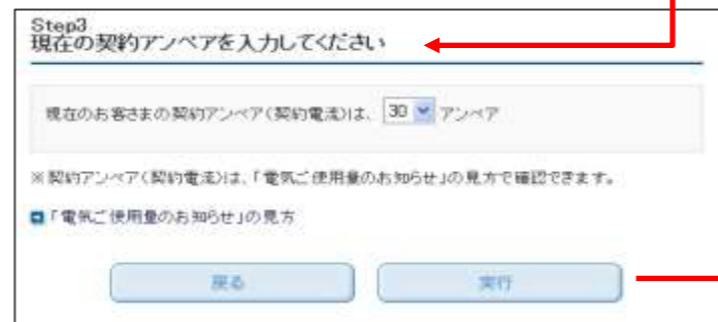 Step3
現在の契約アンペアを入力してください
現在のお客さまの契約アンペア(契約電流)は、 30 アンペア
※契約アンペア(契約電流)は、「電気ご使用量のお知らせ」の見方で確認できます。
「電気ご使用量のお知らせ」の見方
戻る 実行